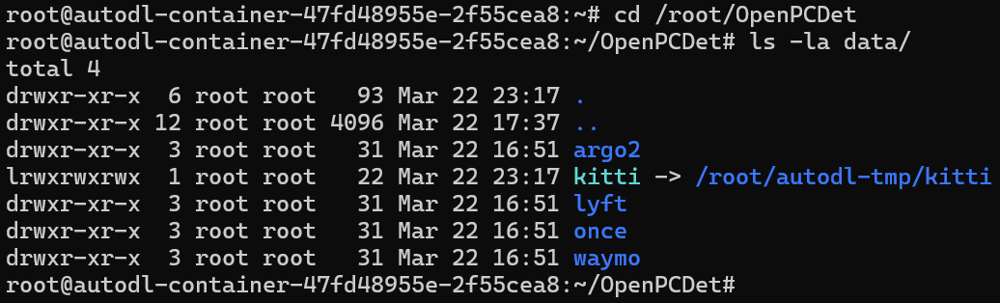 root@autodl-container-47fd48955e-2f55cea8:~# cd /root/OpenPCDet
root@autodl-container-47fd48955e-2f55cea8:~/OpenPCDet# ls -la data/
total 4
drwxr-xr-x  6 root root   93 Mar 22 23:17 .
drwxr-xr-x 12 root root 4096 Mar 22 17:37 ..
drwxr-xr-x  3 root root   31 Mar 22 16:51 argo2
lrwxrwxrwx  1 root root   22 Mar 22 23:17 kitti -> /root/autodl-tmp/kitti
drwxr-xr-x  3 root root   31 Mar 22 16:51 lyft
drwxr-xr-x  3 root root   31 Mar 22 16:51 once
drwxr-xr-x  3 root root   31 Mar 22 16:51 waymo
root@autodl-container-47fd48955e-2f55cea8:~/OpenPCDet#